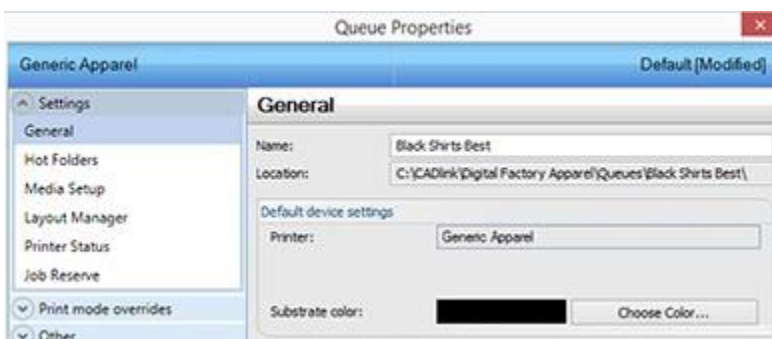 Queue Properties
Generic Apparel Default [Modified]
Settings
General
Hot Folders
Media Setup
Layout Manager
Printer Status
Job Reserve
Print mode overrides
Other
General
Name: Black Shirts Best
Location: C:\CADlink\Digital Factory Apparel\Queues\Black Shirts Best\
Default device settings
Printer: Generic Apparel
Substrate color: Choose Color...